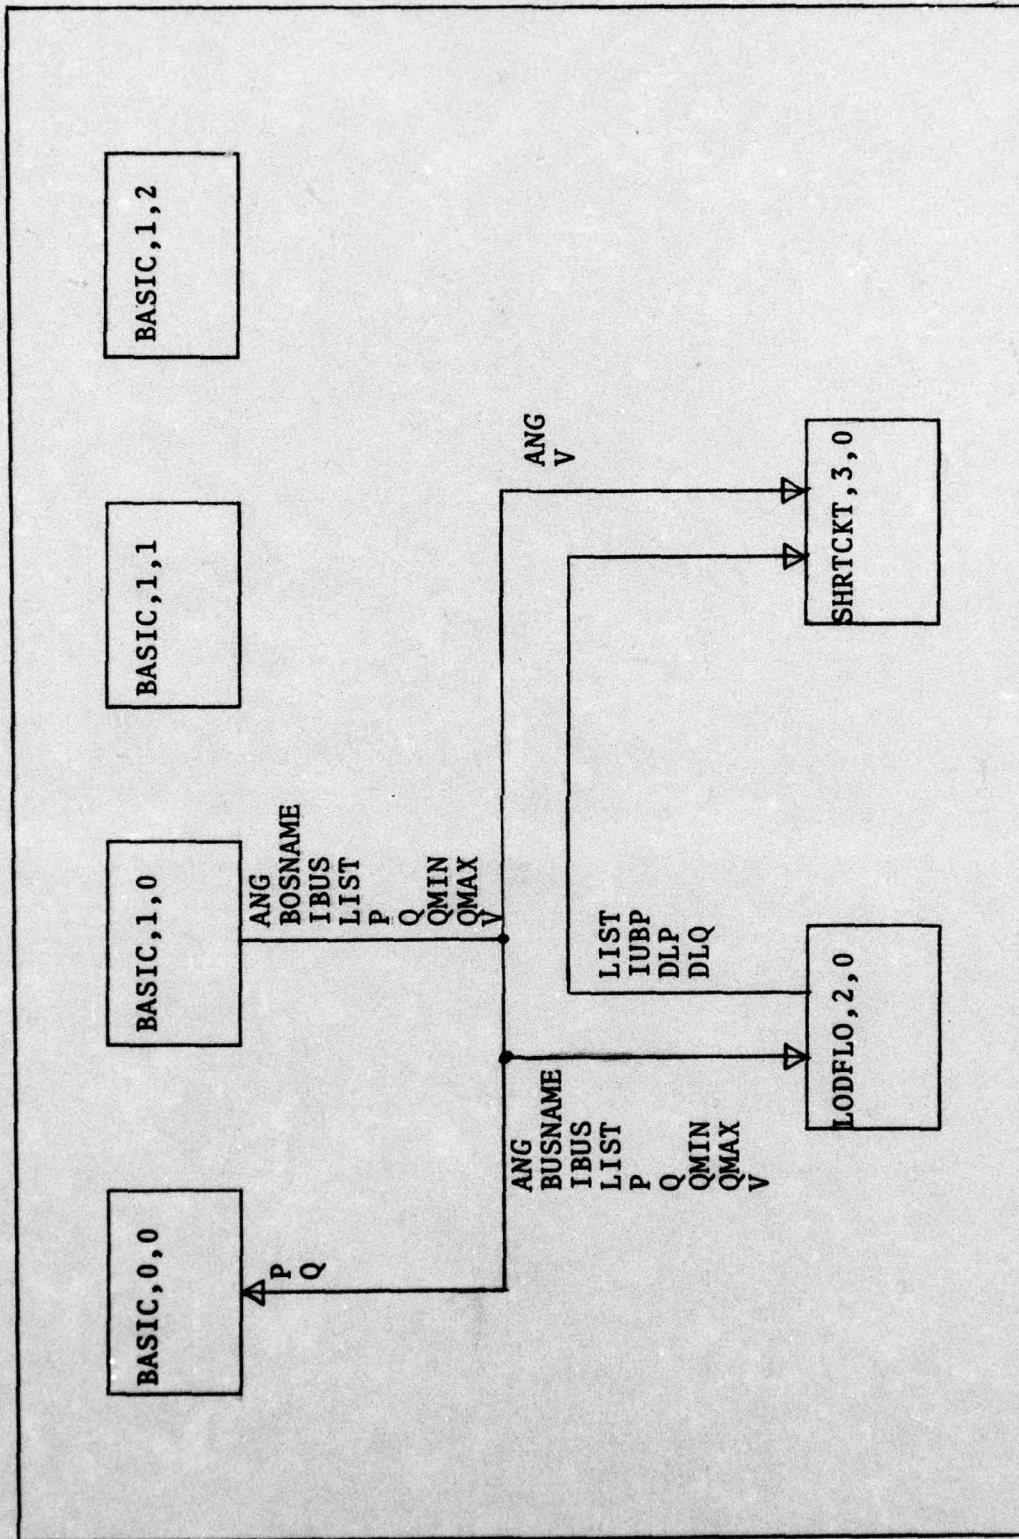 BASIC,0,0
BASIC,1,0
BASIC,1,1
BASIC,1,2
P
Q
ANG
BOSNAME
IBUS
LIST
P
Q
QMIN
QMAX
V
ANG
BUSNAME
IBUS
LIST
P
Q
QMIN
QMAX
V
LIST
IUBP
DLP
DLQ
ANG
V
LODFLO,2,0
SHRTCKT,3,0